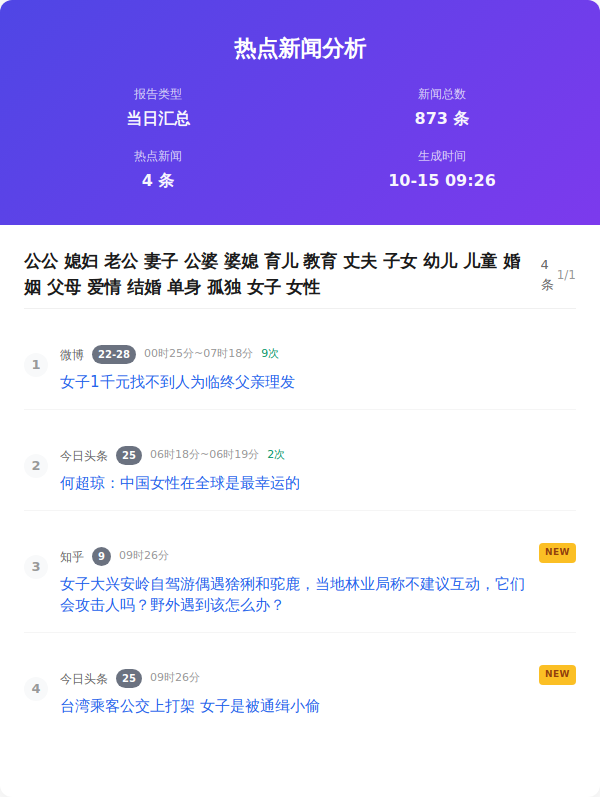 热点新闻分析
报告类型
新闻总数
当日汇总
873 条
热点新闻
生成时间
4 条
10-15 09:26
公公 媳妇 老公 妻子 公婆 婆媳 育儿 教育 丈夫 子女 幼儿 儿童 婚
姻 父母 爱情 结婚 单身 孤独 女子 女性
4
条
1/1
1
微博 22-28 00时25分~07时18分 9次
女子1千元找不到人为临终父亲理发
2
今日头条 25 06时18分~06时19分 2次
何超琼：中国女性在全球是最幸运的
3
知乎 9 09时26分
NEW
女子大兴安岭自驾游偶遇猞猁和驼鹿，当地林业局称不建议互动，它们
会攻击人吗？野外遇到该怎么办？
4
今日头条 25 09时26分
NEW
台湾乘客公交上打架 女子是被通缉小偷